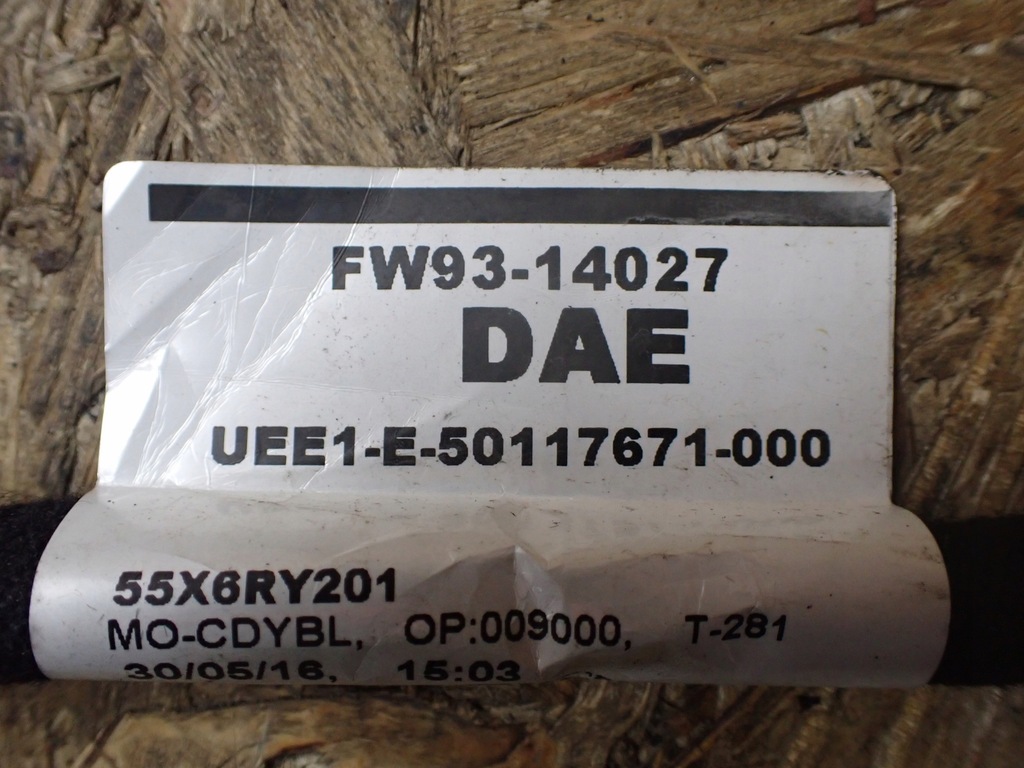 FW93-14027
DAE
UEE1-E-50117671-000
55X6RY201
MO-CDYBL, OP:009000, T-281
30/05/16, 15:03